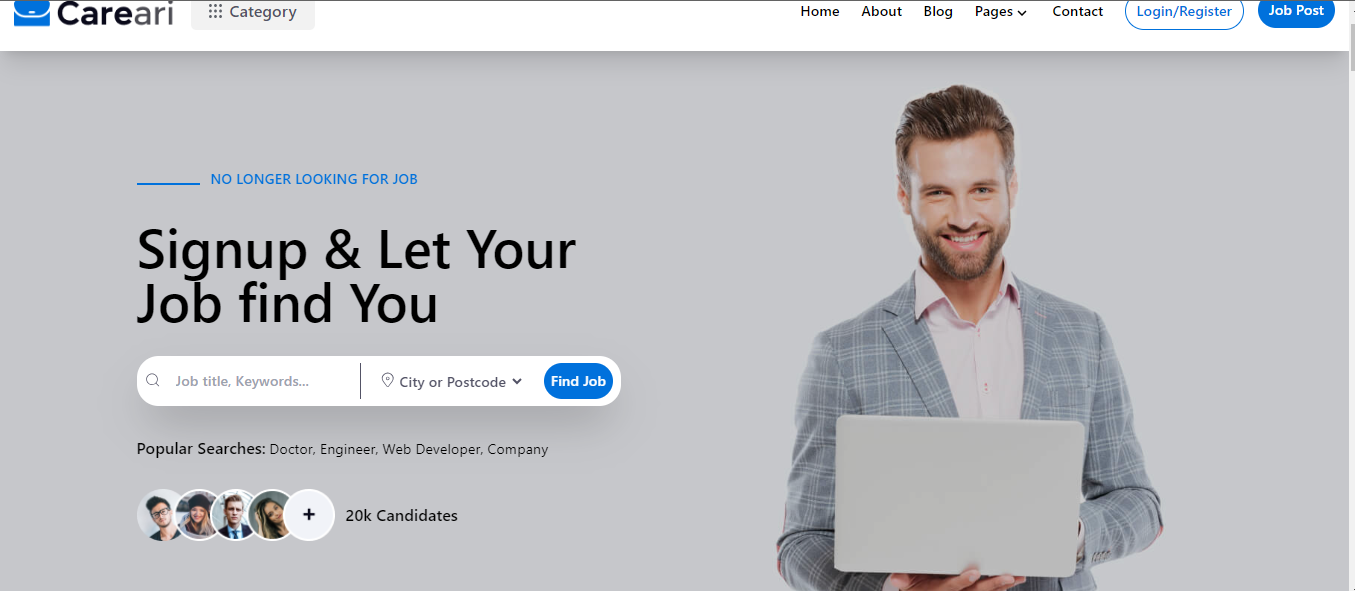 Careari
Category
Home
About
Blog
Pages
Contact
Login/Register
Job Post
NO LONGER LOOKING FOR JOB
Signup & Let Your
Job find You
Job title, Keywords...
City or Postcode
Find Job
Popular Searches: Doctor, Engineer, Web Developer, Company
+
20k Candidates